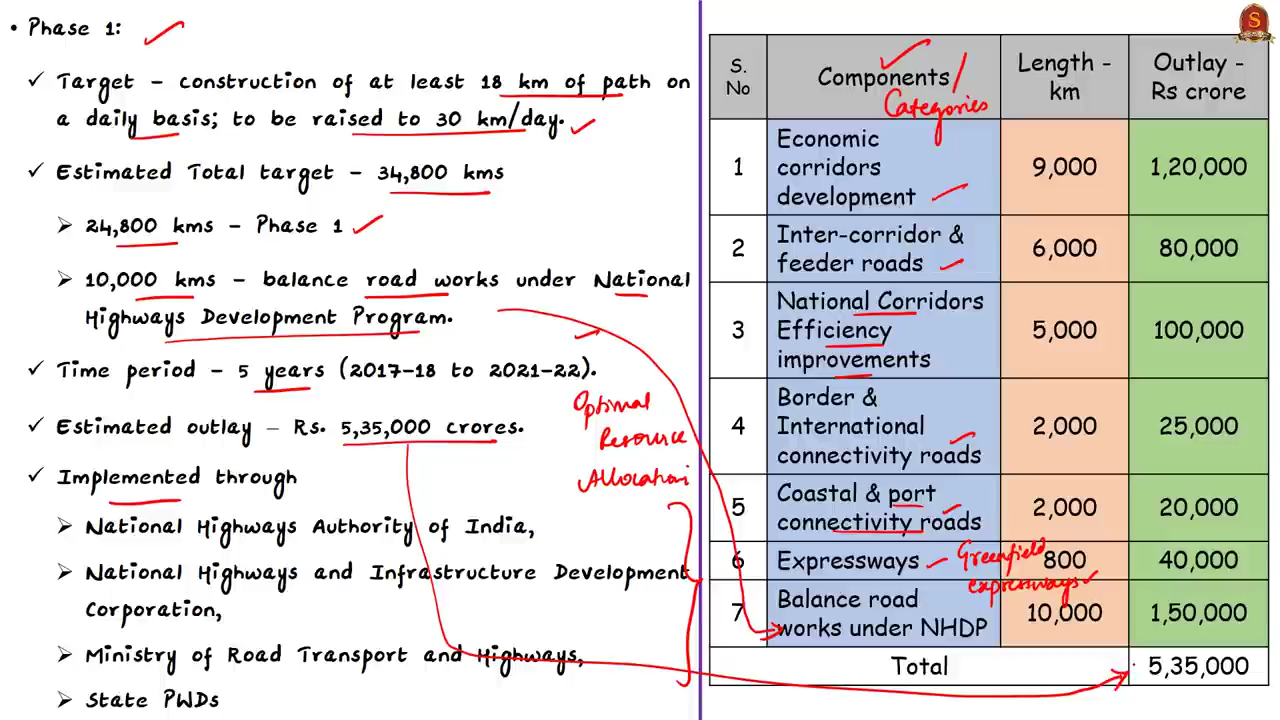 • Phase 1:
✓ Target – construction of at least 18 km of path on
a daily basis; to be raised to 30 km/day.
✓ Estimated Total target – 34,800 kms
➢ 24,800 kms – Phase 1
➢ 10,000 kms – balance road works under National
Highways Development Program.
✓ Time period – 5 years (2017-18 to 2021-22).
✓ Estimated outlay – Rs. 5,35,000 crores.
✓ Implemented through
➢ National Highways Authority of India,
➢ National Highways and Infrastructure Development
Corporation,
➢ Ministry of Road Transport and Highways,
➢ State PWDs
Optimal
Resource
Allocation
S.
No
Components/
Categories
Length -
km
Outlay -
Rs crore
1
Economic
corridors
development
9,000
1,20,000
2
Inter-corridor &
feeder roads
6,000
80,000
3
National Corridors
Efficiency
improvements
5,000
100,000
4
Border &
International
connectivity roads
2,000
25,000
5
Coastal & port
connectivity roads
2,000
20,000
6
Expressways
Greenfield
expressways
800
40,000
7
Balance road
works under NHDP
10,000
1,50,000
Total
5,35,000
S